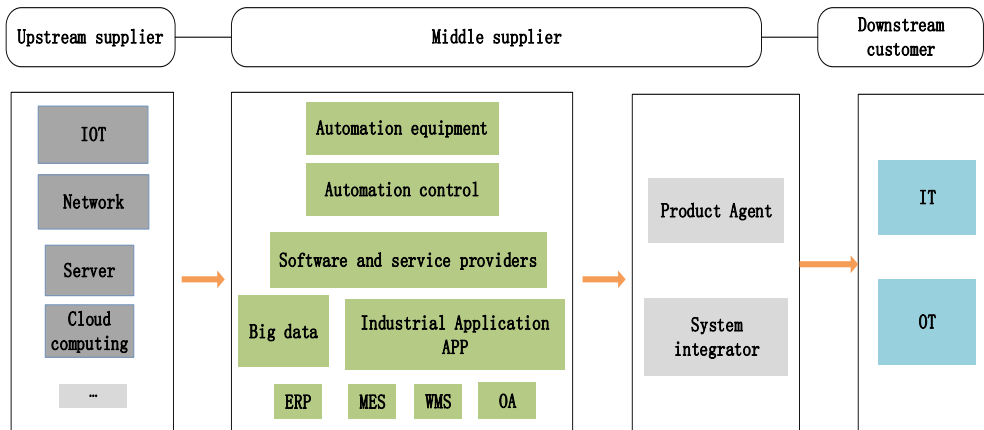 Upstream supplier
Middle supplier
Downstream
customer
IOT
Network
Server
Cloud
computing
…
Automation equipment
Automation control
Software and service providers
Big data
Industrial Application
APP
ERP
MES
WMS
OA
Product Agent
System
integrator
IT
OT